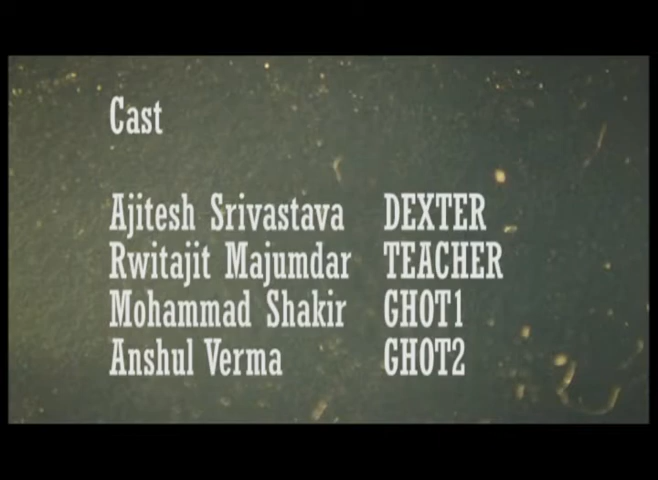 Cast
Ajitesh Srivastava DEXTER
Rwitajit Majumdar TEACHER
Mohammad Shakir GHOT1
Anshul Verma GHOT2